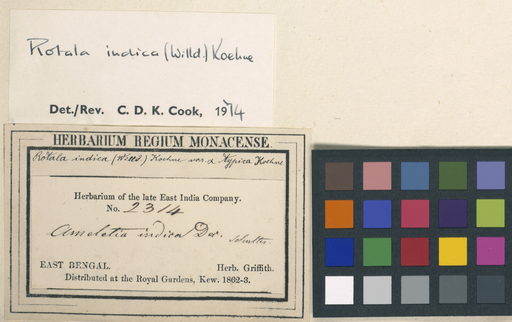 Rotala indica (Willd.) Koehne
Det./Rev. C. D. K. Cook, 1974
HERBARIUM REGIUM MONACENSE.
Rotala indica (Willd) Koehne var. α typica Koehne
Herbarium of the late East India Company.
No. 2314
Ameletia indica Dec.
EAST BENGAL. Herb. Griffith.
Distributed at the Royal Gardens, Kew. 1862-3.